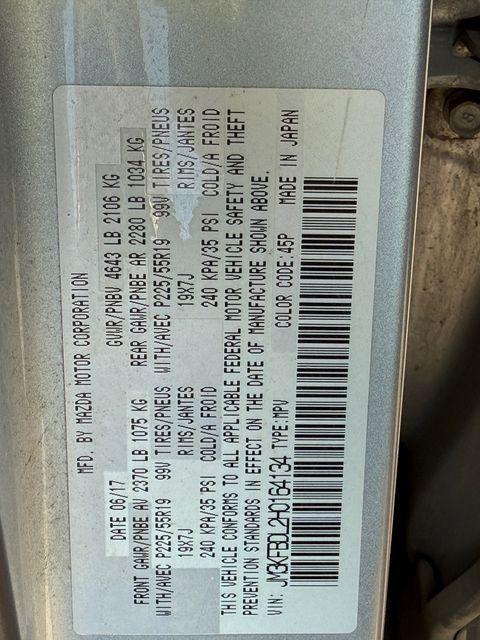 MFD. BY MAZDA MOTOR CORPORATION
DATE 06/17 GVWR/PNBV 4643 LB 2106 KG
FRONT GAWR/PNBE AV 2370 LB 1075 KG REAR GAWR/PNBE AR 2280 LB 1034 KG
WITH/AVEC P225/55R19 99V TIRES/PNEUS WITH/AVEC P225/55R19 99V TIRES/PNEUS
19X7J RIMS/JANTES 19X7J RIMS/JANTES
240 KPA/35 PSI COLD/A FROID 240 KPA/35 PSI COLD/A FROID
THIS VEHICLE CONFORMS TO ALL APPLICABLE FEDERAL MOTOR VEHICLE SAFETY AND THEFT
PREVENTION STANDARDS IN EFFECT ON THE DATE OF MANUFACTURE SHOWN ABOVE.
COLOR CODE:45P MADE IN JAPAN
VIN: JM3KFBDL2H0164134 TYPE:MPV